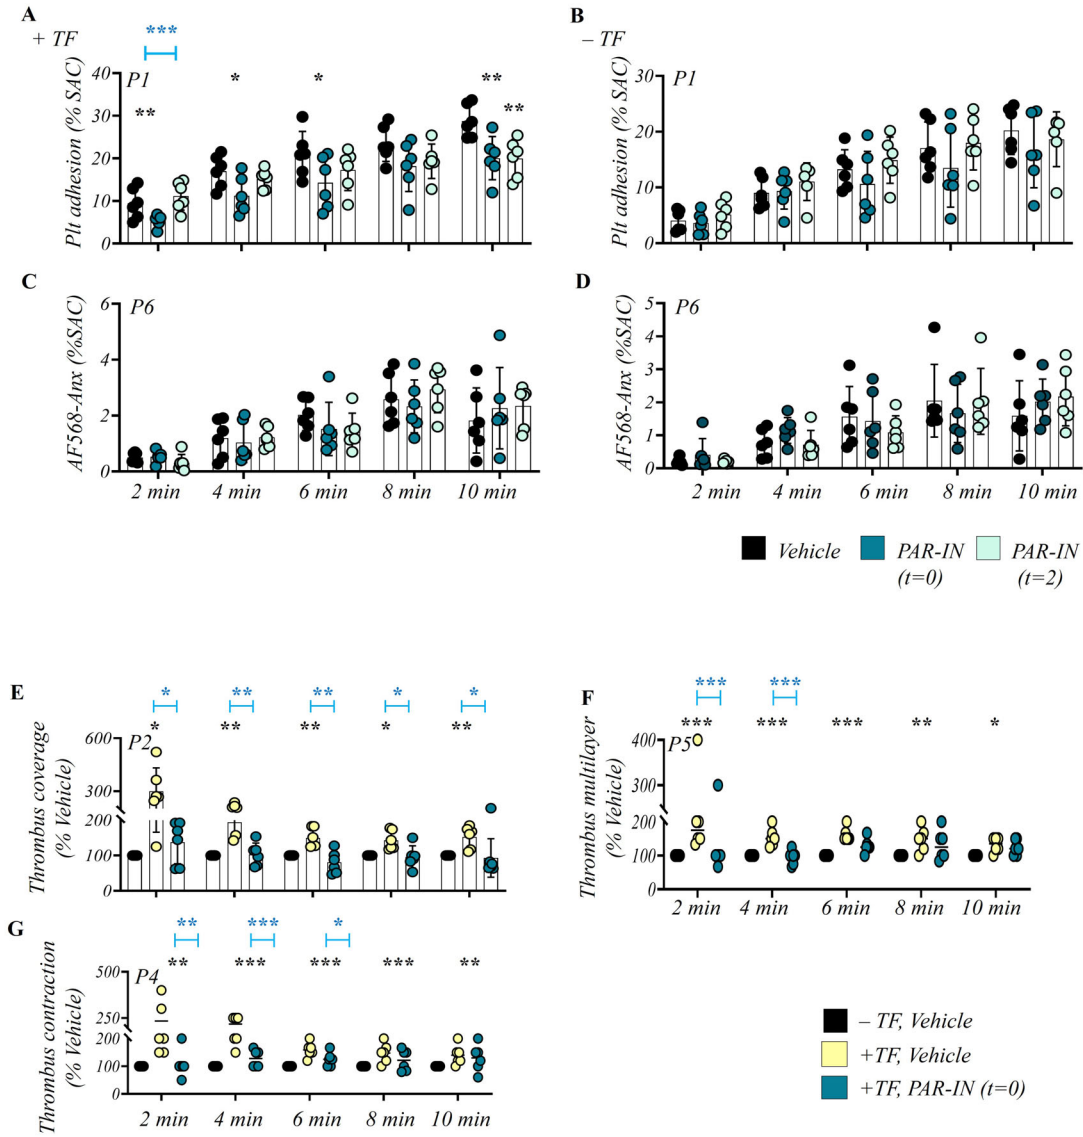 A
+ TF
***
Plt adhesion (% SAC)
P1
40
30
20
10
0
**
*
*
**
**
B
– TF
Plt adhesion (% SAC)
P1
30
20
10
0
C
AF568-Anx (%SAC)
P6
6
4
2
0
2 min
4 min
6 min
8 min
10 min
D
AF568-Anx (%SAC)
P6
5
4
3
2
1
0
2 min
4 min
6 min
8 min
10 min
Vehicle
PAR-IN
(t=0)
PAR-IN
(t=2)
E
Thrombus coverage
(% Vehicle)
P2
600
300
200
100
0
*
**
**
*
*
*
**
**
*
**
F
Thrombus multilayer
(% Vehicle)
P5
400
300
200
100
0
***
***
***
***
***
**
*
2 min
4 min
6 min
8 min
10 min
G
Thrombus contraction
(% Vehicle)
P4
500
250
200
100
0
**
***
*
**
***
***
***
**
2 min
4 min
6 min
8 min
10 min
– TF, Vehicle
+TF, Vehicle
+TF, PAR-IN (t=0)